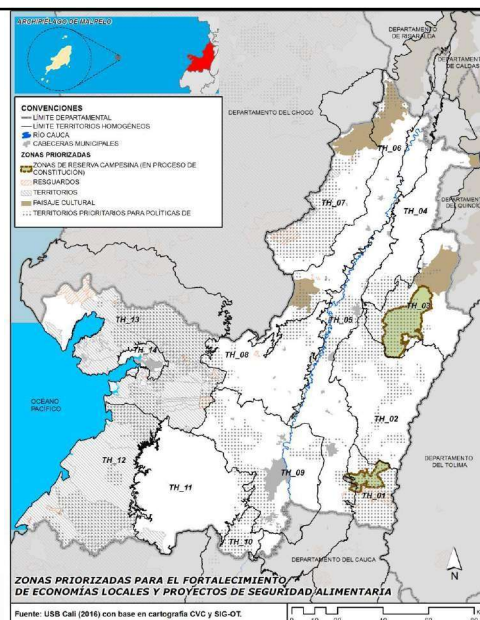 ARCHIPIÉLAGO DE MALPELO
DEPARTAMENTO
DE RISARALDA
DEPARTAMENTO
DE CALDAS
DEPARTAMENTO DEL CHOCÓ
CONVENCIONES
LÍMITE DEPARTAMENTAL
LÍMITE TERRITORIOS HOMOGÉNEOS
RÍO CAUCA
CABECERAS MUNICIPALES
ZONAS PRIORIZADAS
ZONAS DE RESERVA CAMPESINA (EN PROCESO DE
CONSTITUCIÓN)
RESGUARDOS
TERRITORIOS
PAISAJE CULTURAL
TERRITORIOS PRIORITARIOS PARA POLÍTICAS DE
TH_06
TH_07
TH_04
DEPARTAMENTO
DEL QUINDÍO
TH_03
TH_13
TH_05
TH_14
TH_08
OCEANO
PACÍFICO
TH_02
TH_12
DEPARTAMENTO
DEL TOLIMA
TH_11
TH_09
TH_01
TH_10
DEPARTAMENTO DEL CAUCA
N
ZONAS PRIORIZADAS PARA EL FORTALECIMIENTO
DE ECONOMÍAS LOCALES Y PROYECTOS DE SEGURIDAD ALIMENTARIA
Fuente: USB Cali (2016) con base en cartografía CVC y SIG-OT.